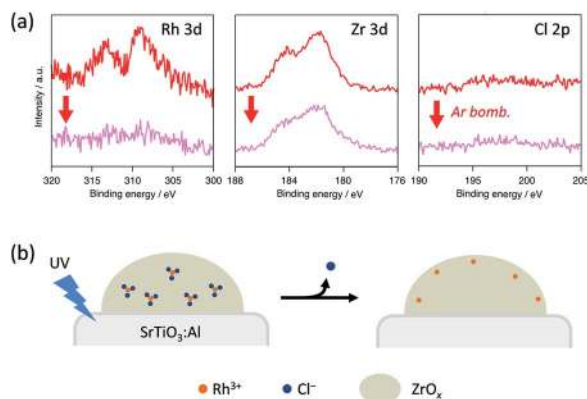 (a)
Rh 3d
Zr 3d
Cl 2p
Intensity / a.u.
Ar bomb.
320 315 310 305 300
188 184 180 176
190 195 200 205
Binding energy / eV
Binding energy / eV
Binding energy / eV
(b)
UV
SrTiO₃:Al
Rh³⁺
Cl⁻
ZrOₓ